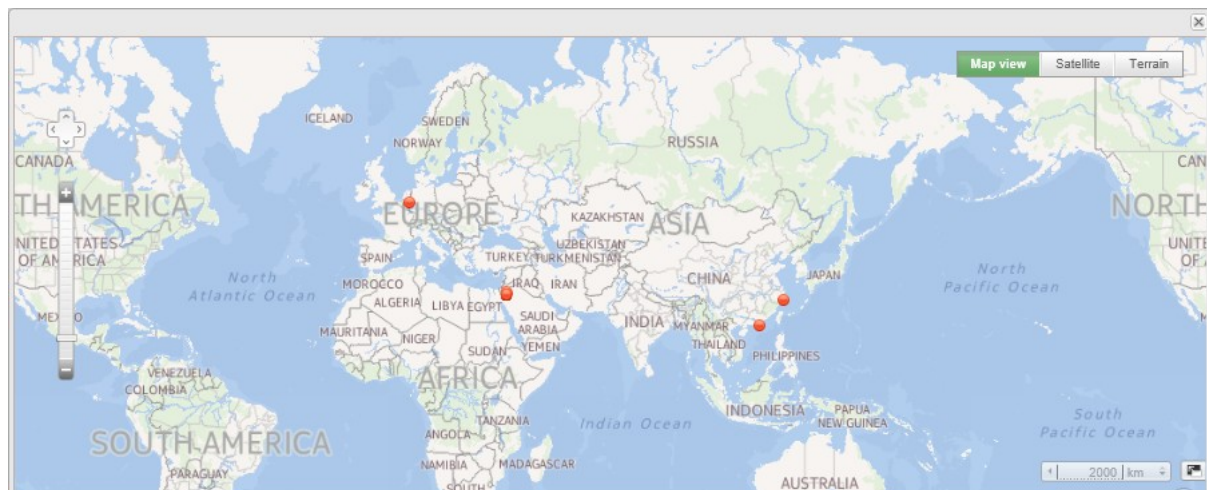 Map view Satellite Terrain
ICELAND
SWEDEN
NORWAY
RUSSIA
CANADA
CAN
TH AMERICA
EUROPE
ASIA
NORTH
KAZAKHSTAN
UNITED STATES
OF AMERICA
UZBEKISTAN
UNITE
OF A
SPAIN
TURKEY
TURKMENISTAN
North
Atlantic Ocean
CHINA
JAPAN
North
Pacific Ocean
MOROCCO
IRAQ
IRAN
ALGERIA
LIBYA
EGYPT
MEXICO
SAUDI
ARABIA
INDIA
MYANMAR
MAURITANIA
NIGER
THAILAND
YEMEN
SUDAN
PHILIPPINES
VENEZUELA
COLOMBIA
AFRICA
INDONESIA
PAPUA
NEW GUINEA
TANZANIA
Indian Ocean
South
Pacific Ocean
SOUTH AMERICA
ANGOLA
NAMIBIA
MADAGASCAR
PARAGUAY
2000 km
AUSTRALIA
SOUTH